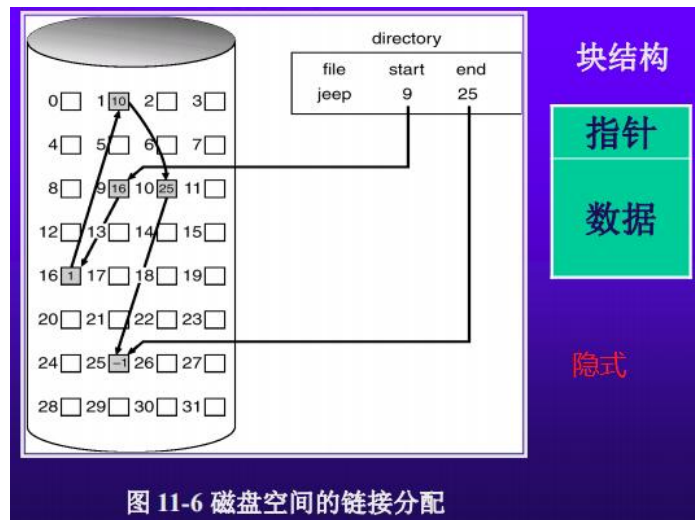 directory
file start end
jeep 9 25
0 1 10 2 3
4 5 6 7
8 9 16 10 25 11
12 13 14 15
16 1 17 18 19
20 21 22 23
24 25 -1 26 27
28 29 30 31
块结构
指针
数据
隐式
图 11-6 磁盘空间的链接分配